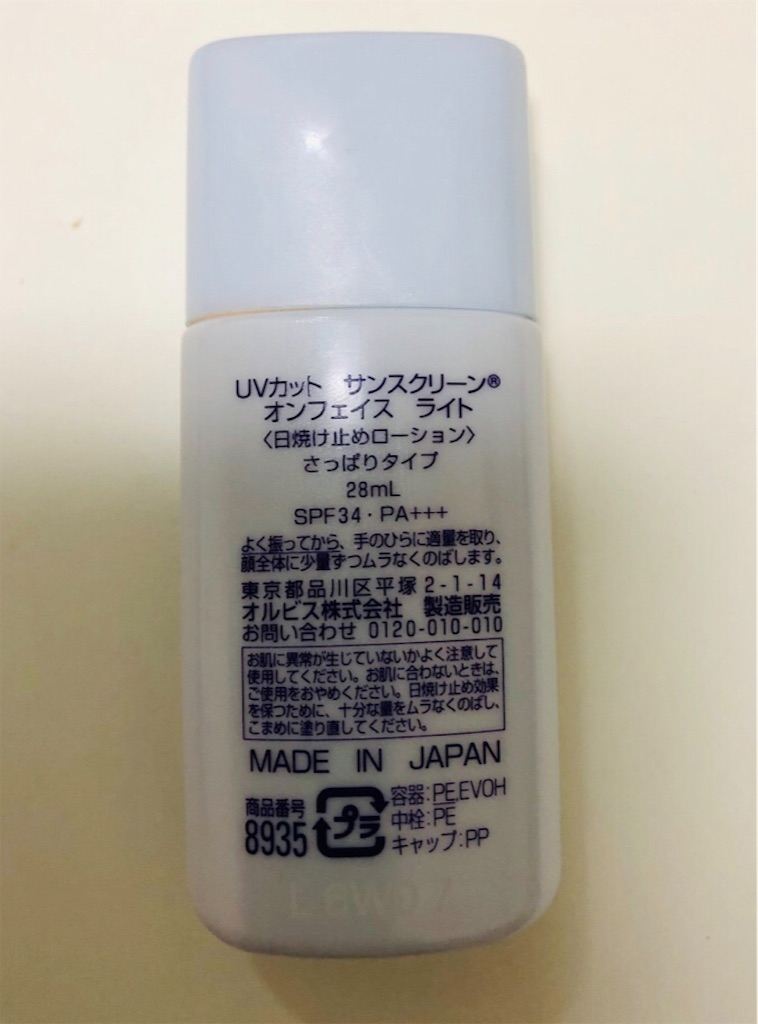 UVカット サンスクリーン®
オンフェイス ライト
〈日焼け止めローション〉
さっぱりタイプ
28mL
SPF34・PA+++
よく振ってから、手のひらに適量を取り、
顔全体に少量ずつムラなくのばします。
東京都品川区平塚2-1-14
オルビス株式会社 製造販売
お問い合わせ 0120-010-010
お肌に異常が生じていないかよく注意して
使用してください。お肌に合わないときは、
ご使用をおやめください。日焼け止め効果
を保つために、十分な量をムラなくのばし、
こまめに塗り直してください。
MADE IN JAPAN
商品番号
8935
プラ
容器:PE,EVOH
中栓:PE
キャップ:PP